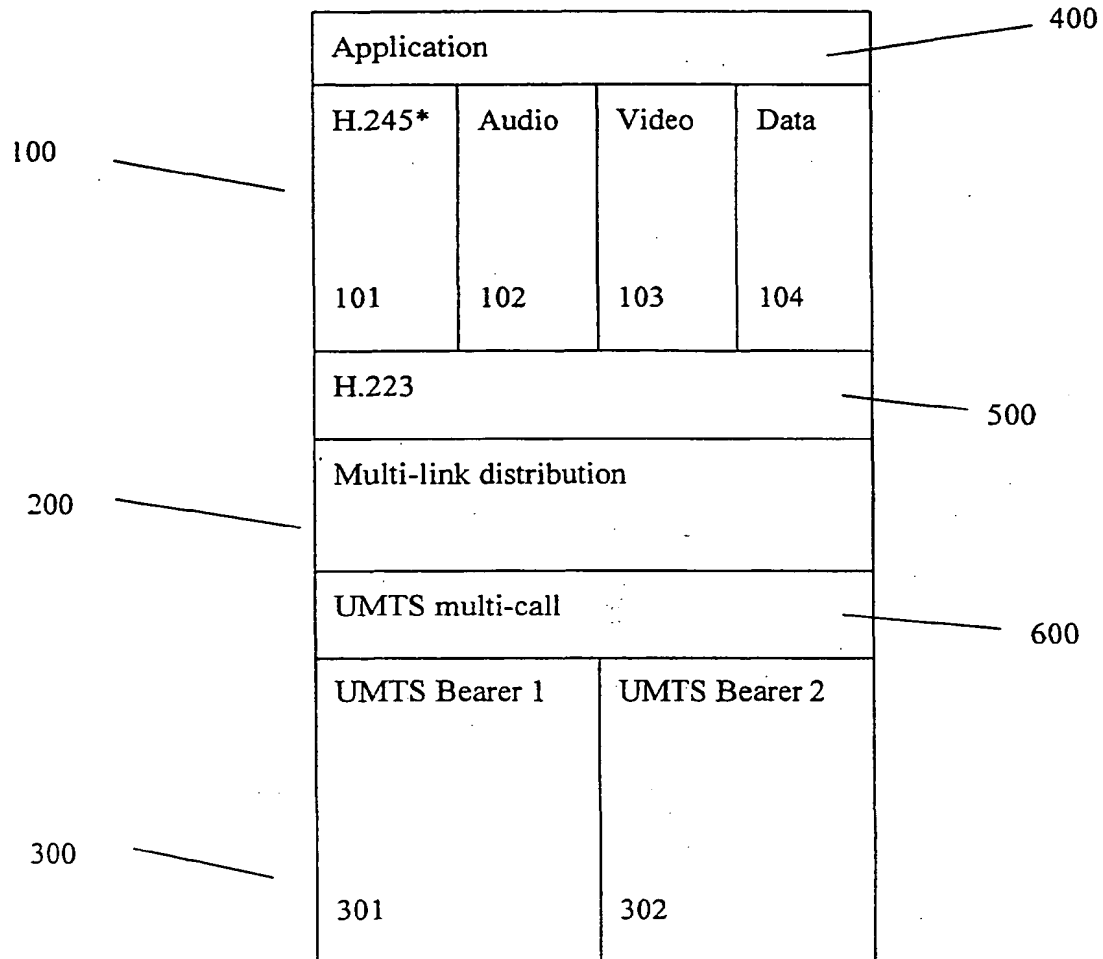 400
Application
H.245* Audio Video Data
100
101 102 103 104
H.223
500
Multi-link distribution
200
UMTS multi-call
600
UMTS Bearer 1 UMTS Bearer 2
300
301 302